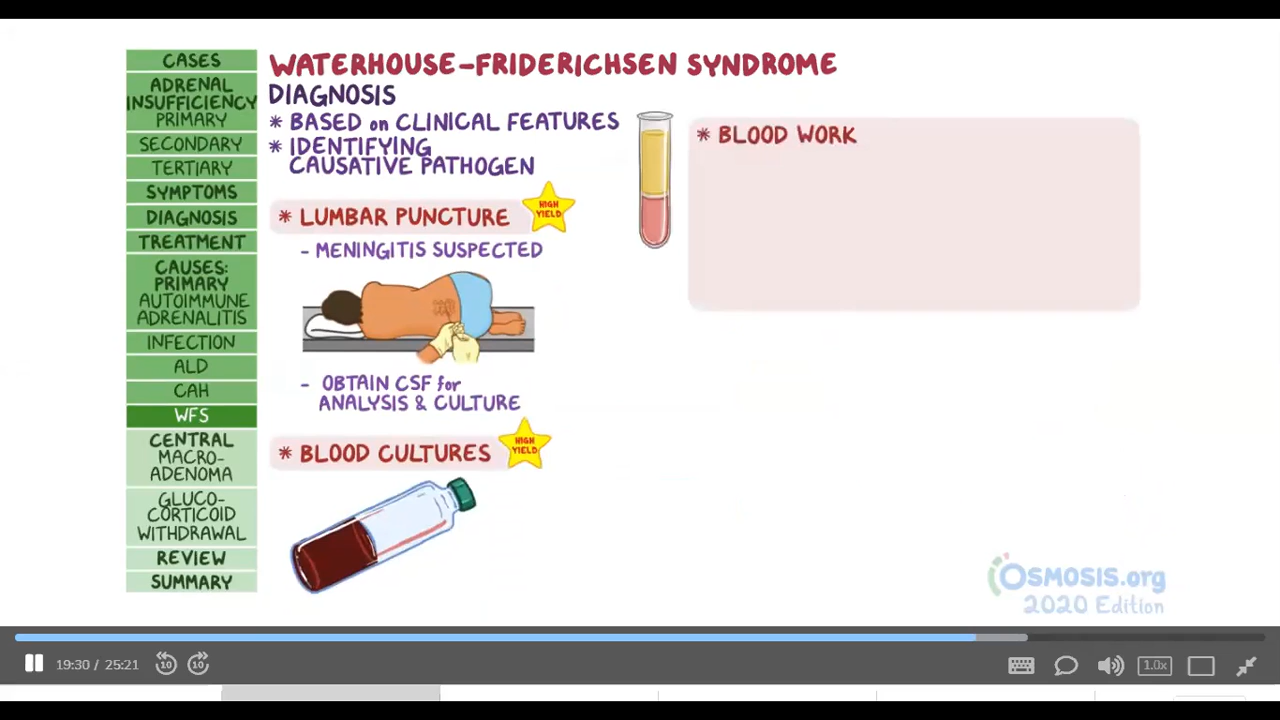 CASES
ADRENAL
INSUFFICIENCY
PRIMARY
SECONDARY
TERTIARY
SYMPTOMS
DIAGNOSIS
TREATMENT
CAUSES:
PRIMARY
AUTOIMMUNE
ADRENALITIS
INFECTION
ALD
CAH
WFS
CENTRAL
MACRO-
ADENOMA
GLUCO-
CORTICOID
WITHDRAWAL
REVIEW
SUMMARY
WATERHOUSE-FRIDERICHSEN SYNDROME
DIAGNOSIS
* BASED on CLINICAL FEATURES
* IDENTIFYING
CAUSATIVE PATHOGEN
* LUMBAR PUNCTURE
HIGH
YIELD
- MENINGITIS SUSPECTED
- OBTAIN CSF for
ANALYSIS & CULTURE
* BLOOD CULTURES
HIGH
YIELD
* BLOOD WORK
OSMOSIS.org
2020 Edition
19:30 / 25:21
10
10
1.0x